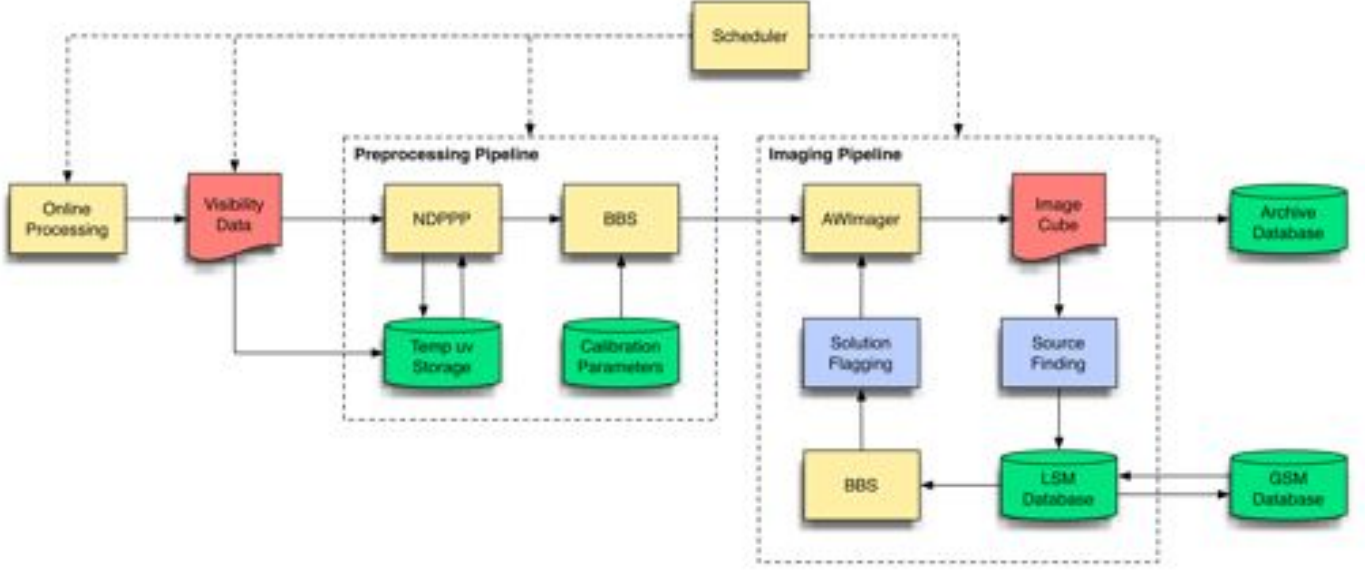 Scheduler
Preprocessing Pipeline
Imaging Pipeline
Online
Processing
Visibility
Data
NDPPP
BBS
AWImager
Image
Cube
Archive
Database
Temp uv
Storage
Calibration
Parameters
Solution
Flagging
Source
Finding
BBS
LSM
Database
GSM
Database